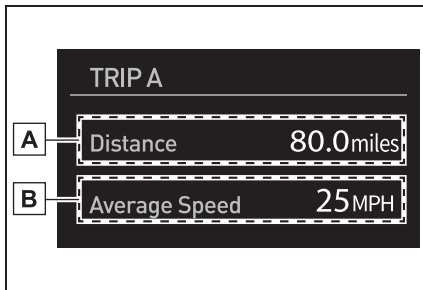 TRIP A
A
Distance 80.0miles
B
Average Speed 25MPH